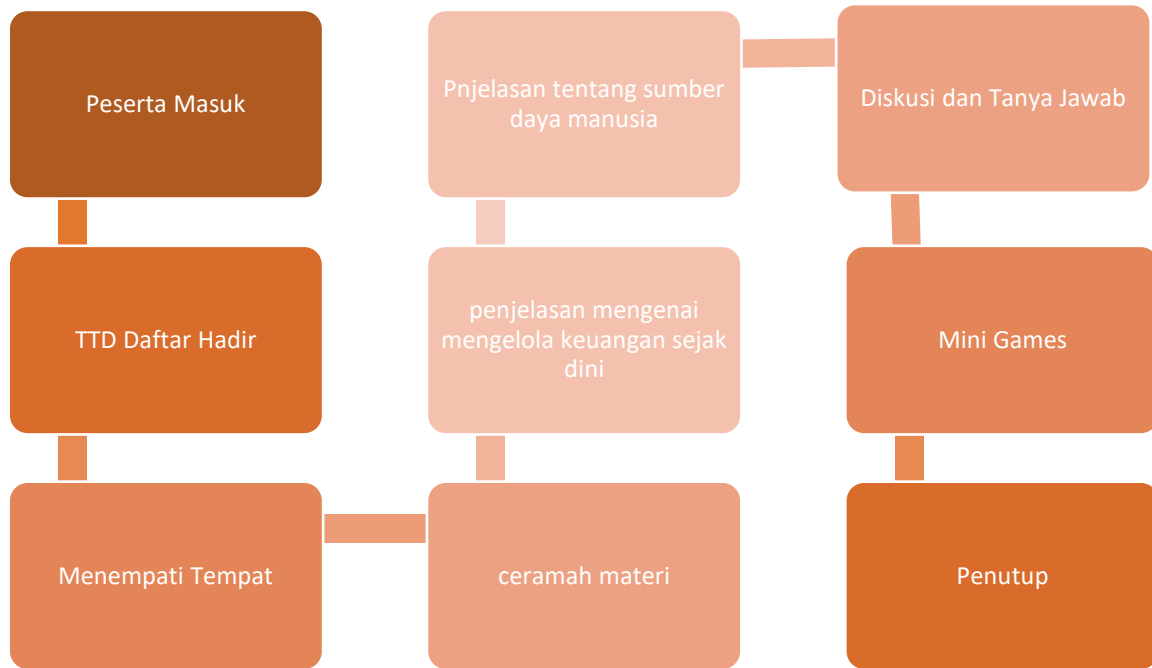 Peserta Masuk
TTD Daftar Hadir
Menempati Tempat
ceramah materi
penjelasan mengenai
mengelola keuangan sejak
dini
Pnjelasan tentang sumber
daya manusia
Diskusi dan Tanya Jawab
Mini Games
Penutup